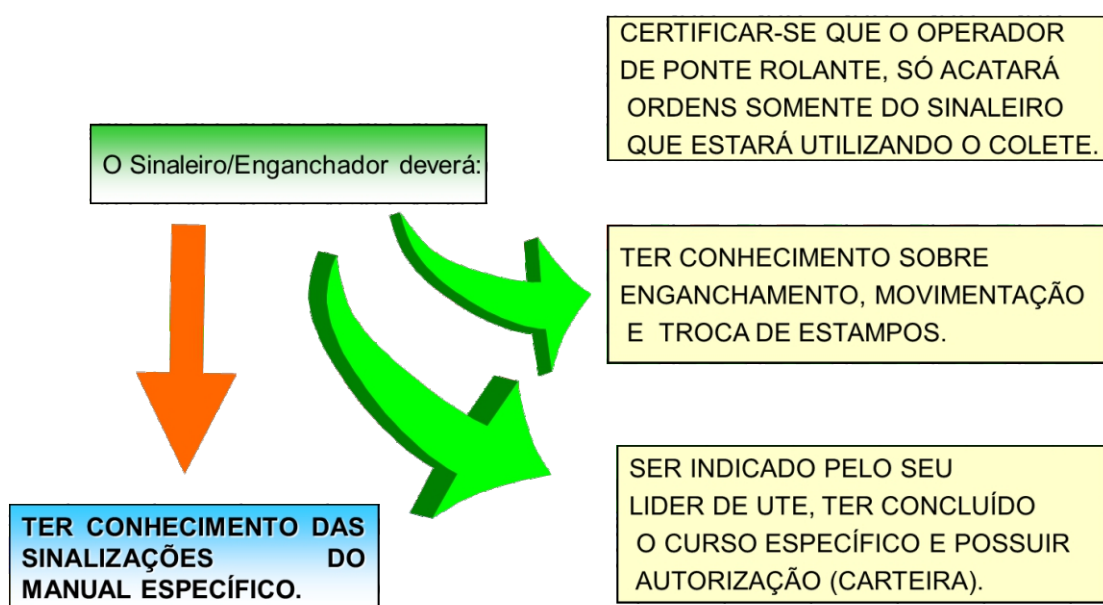 O Sinaleiro/Enganchador deverá:
CERTIFICAR-SE QUE O OPERADOR
DE PONTE ROLANTE, SÓ ACATARÁ
ORDENS SOMENTE DO SINALEIRO
QUE ESTARÁ UTILIZANDO O COLETE.
TER CONHECIMENTO SOBRE
ENGANCHAMENTO, MOVIMENTAÇÃO
E TROCA DE ESTAMPOS.
SER INDICADO PELO SEU
LIDER DE UTE, TER CONCLUÍDO
O CURSO ESPECÍFICO E POSSUIR
AUTORIZAÇÃO (CARTEIRA).
TER CONHECIMENTO DAS
SINALIZAÇÕES DO
MANUAL ESPECÍFICO.